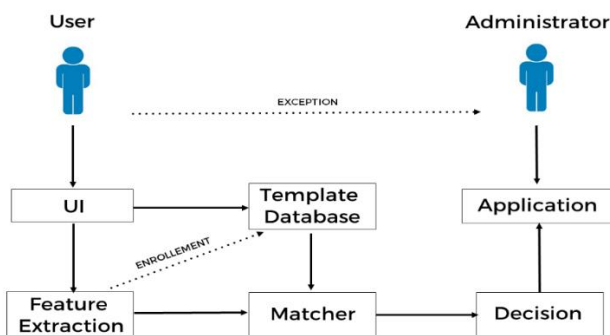 User
Administrator
EXCEPTION
UI
Template
Database
Application
ENROLLEMENT
Feature
Extraction
Matcher
Decision